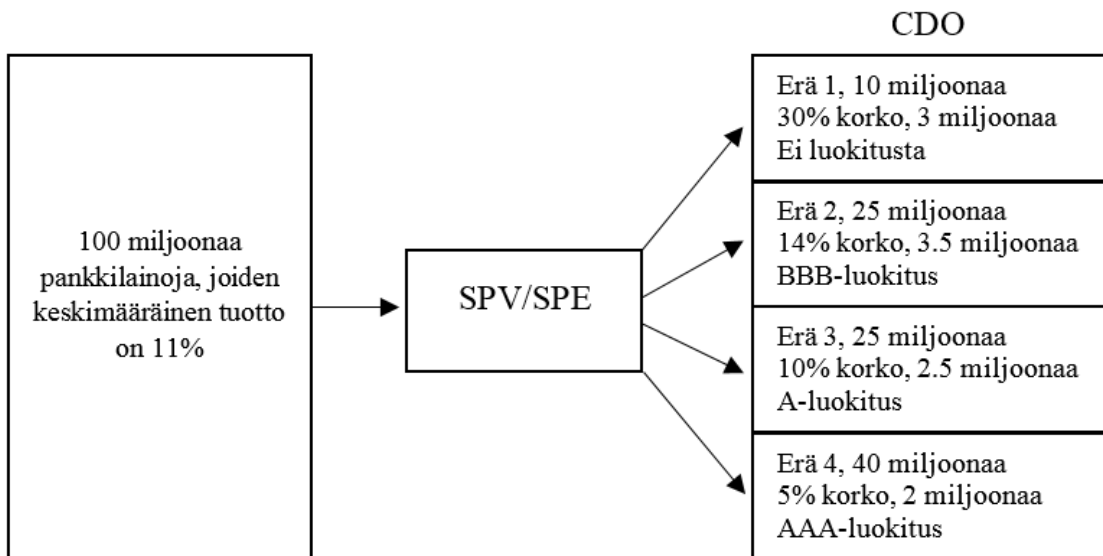 CDO
100 miljoonaa
pankkilainoja, joiden
keskimääräinen tuotto
on 11%
SPV/SPE
Erä 1, 10 miljoonaa
30% korko, 3 miljoonaa
Ei luokitusta
Erä 2, 25 miljoonaa
14% korko, 3.5 miljoonaa
BBB-luokitus
Erä 3, 25 miljoonaa
10% korko, 2.5 miljoonaa
A-luokitus
Erä 4, 40 miljoonaa
5% korko, 2 miljoonaa
AAA-luokitus